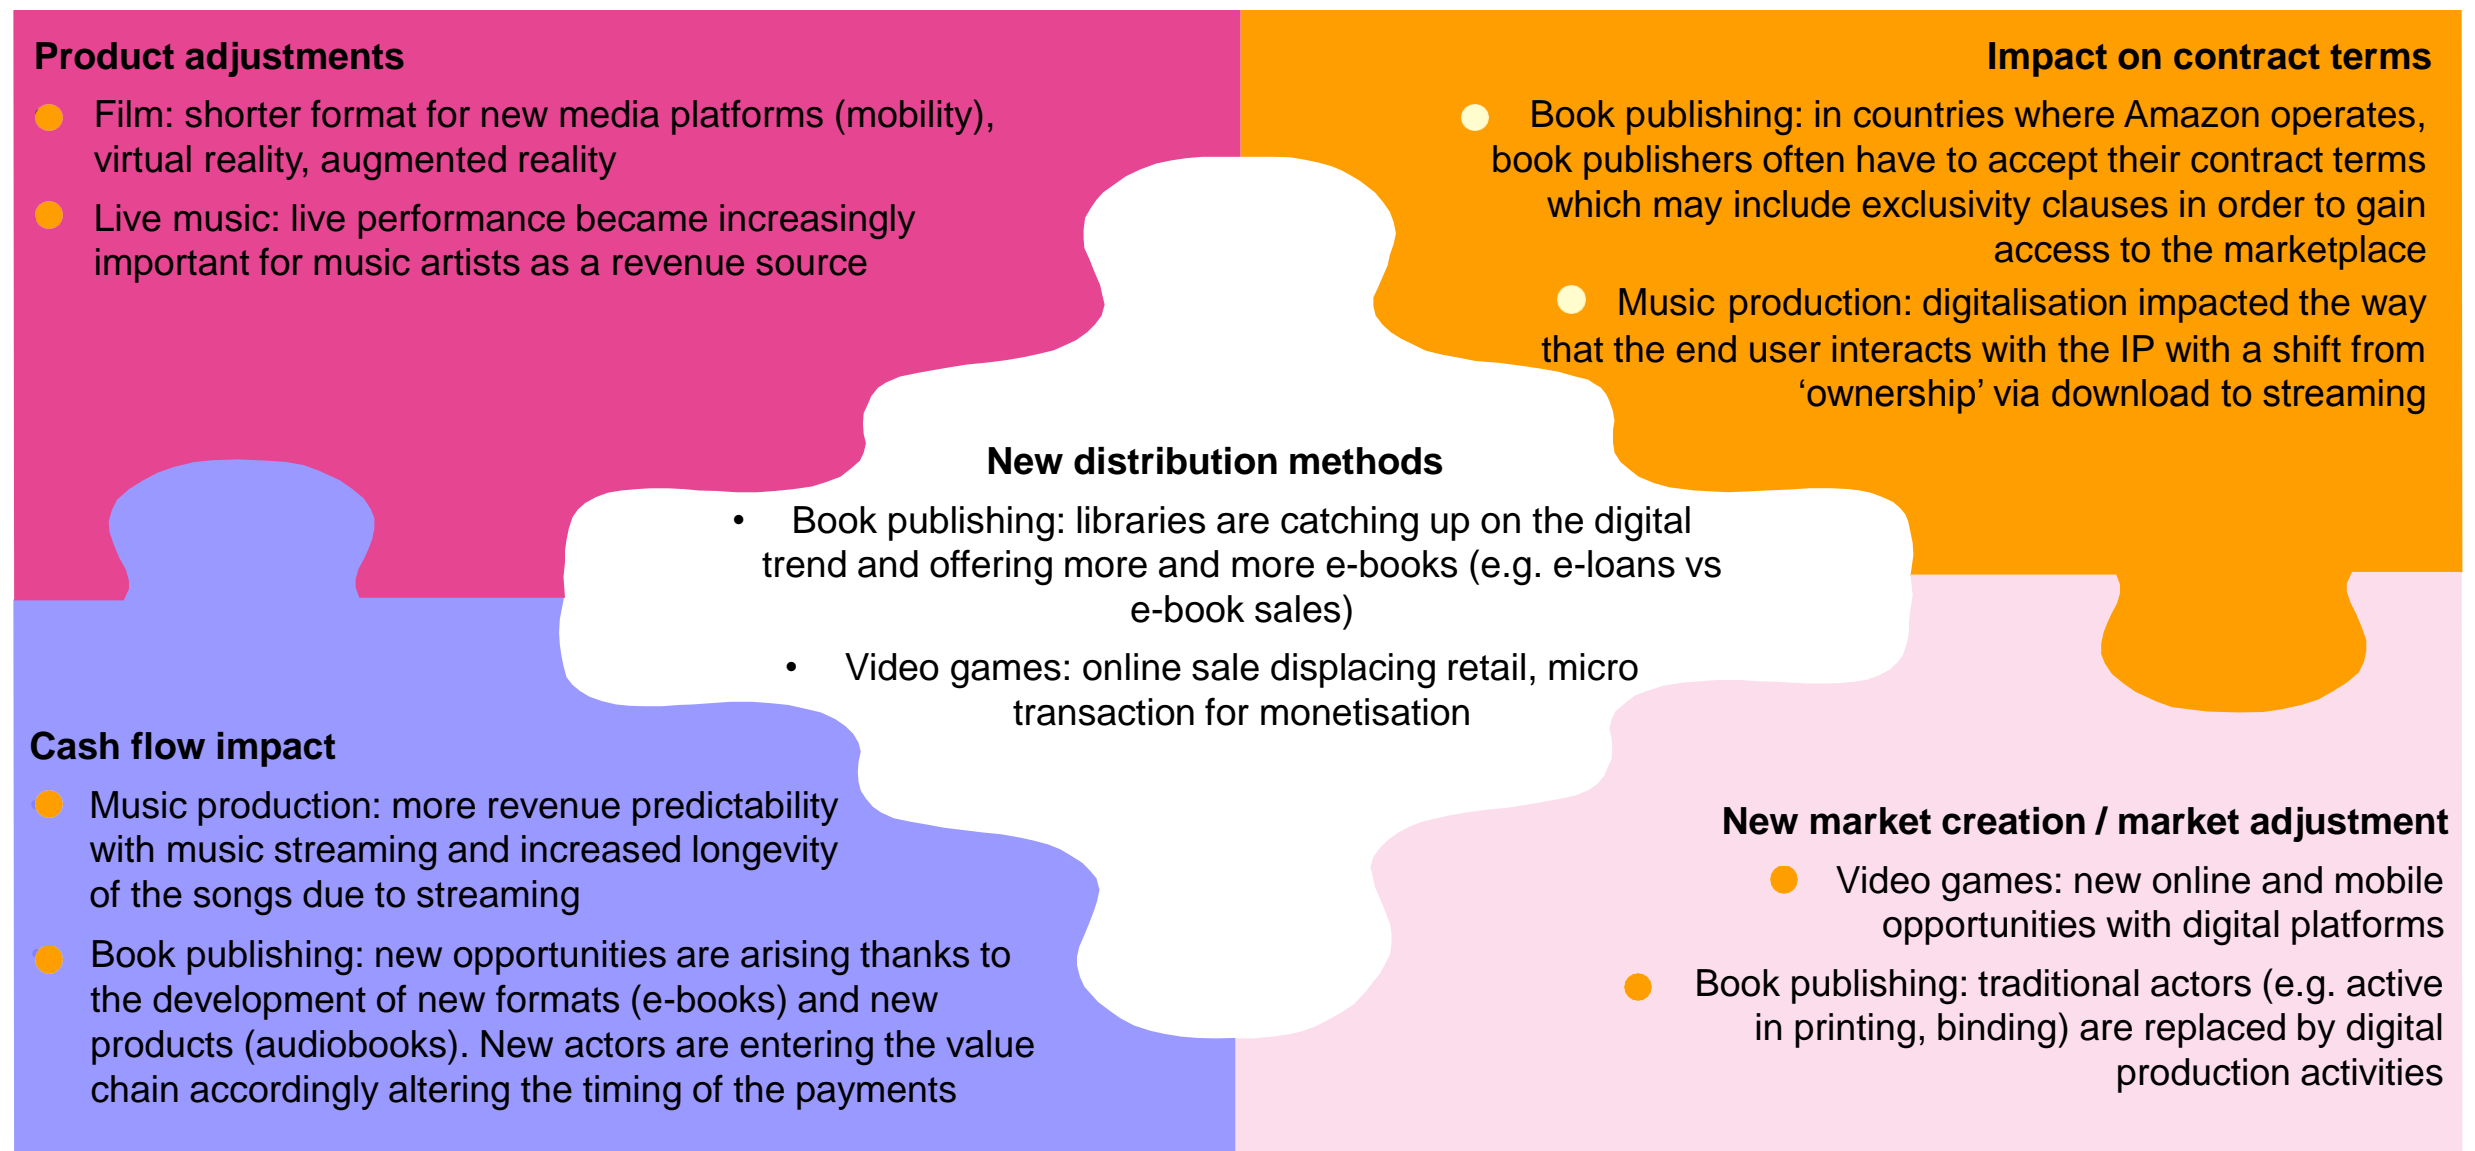 Product adjustments
Film: shorter format for new media platforms (mobility),
virtual reality, augmented reality
Live music: live performance became increasingly
important for music artists as a revenue source
Impact on contract terms
Book publishing: in countries where Amazon operates,
book publishers often have to accept their contract terms
which may include exclusivity clauses in order to gain
access to the marketplace
Music production: digitalisation impacted the way
that the end user interacts with the IP with a shift from
‘ownership’ via download to streaming
New distribution methods
• Book publishing: libraries are catching up on the digital
trend and offering more and more e-books (e.g. e-loans vs
e-book sales)
• Video games: online sale displacing retail, micro
transaction for monetisation
Cash flow impact
Music production: more revenue predictability
with music streaming and increased longevity
of the songs due to streaming
Book publishing: new opportunities are arising thanks to
the development of new formats (e-books) and new
products (audiobooks). New actors are entering the value
chain accordingly altering the timing of the payments
New market creation / market adjustment
Video games: new online and mobile
opportunities with digital platforms
Book publishing: traditional actors (e.g. active
in printing, binding) are replaced by digital
production activities